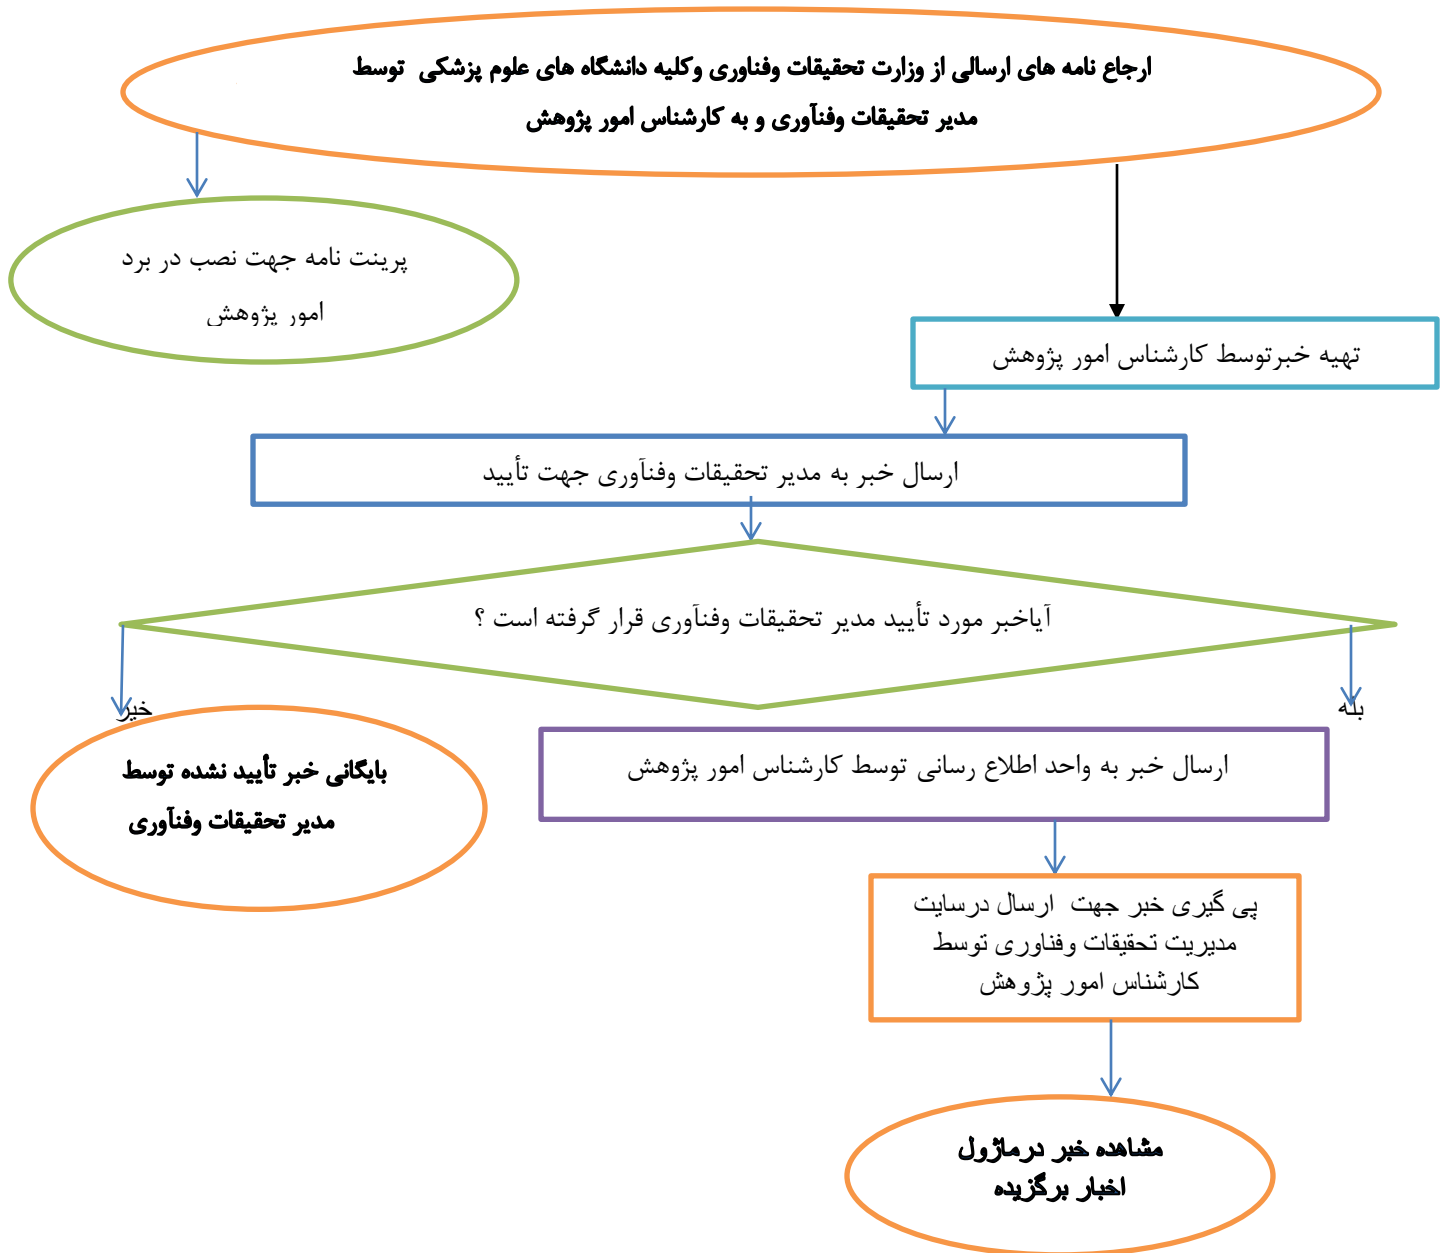 ارجاع نامه های ارسالی از وزارت تحقیقات وفناوری وکلیه دانشگاه های علوم پزشکی توسط
مدیر تحقیقات وفنآوری و به کارشناس امور پژوهش
پرینت نامه جهت نصب در برد
امور پژوهش
تهیه خبرتوسط کارشناس امور پژوهش
ارسال خبر به مدیر تحقیقات وفنآوری جهت تأیید
آیاخبر مورد تأیید مدیر تحقیقات وفنآوری قرار گرفته است ؟
بله
خیر
ارسال خبر به واحد اطلاع رسانی توسط کارشناس امور پژوهش
بایگانی خبر تأیید نشده توسط
مدیر تحقیقات وفنآوری
پی گیری خبر جهت ارسال درسایت
مدیریت تحقیقات وفناوری توسط
کارشناس امور پژوهش
مشاهده خبر درماژول
اخبار برگزیده